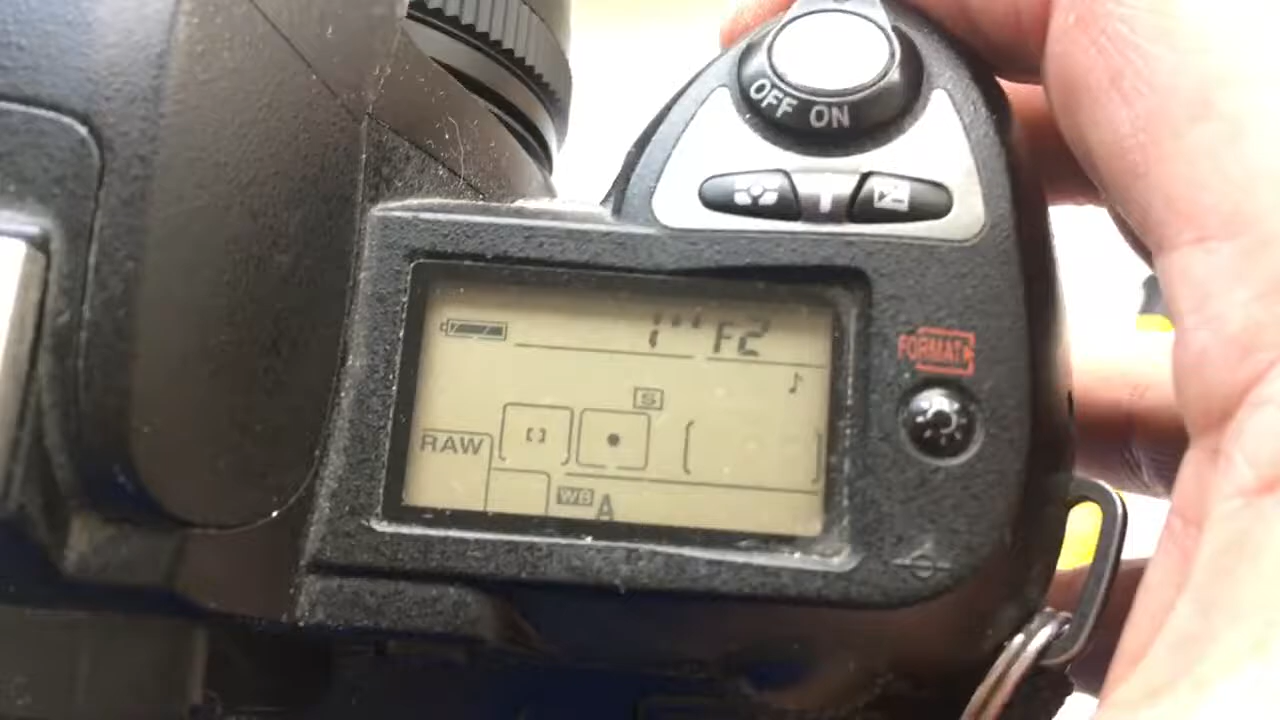 OFF ON
1" F2
FORMAT
S
RAW
WB A